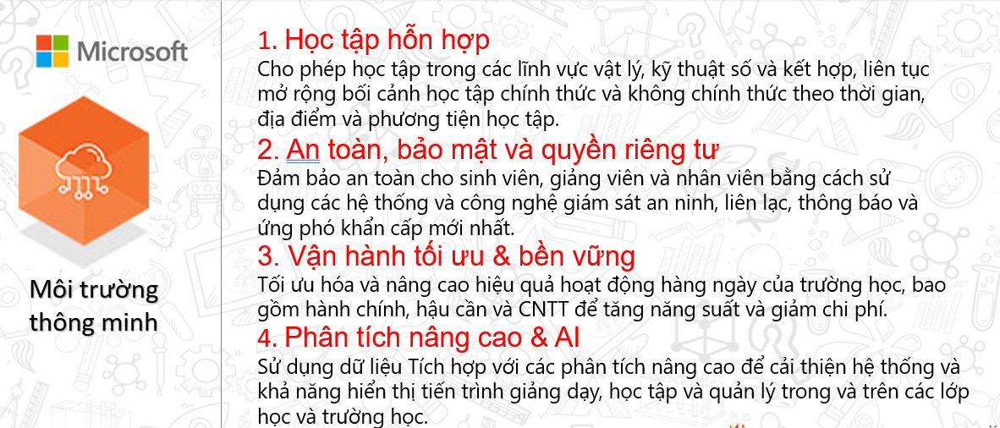 Microsoft
Môi trường
thông minh
1. Học tập hỗn hợp
Cho phép học tập trong các lĩnh vực vật lý, kỹ thuật số và kết hợp, liên tục
mở rộng bối cảnh học tập chính thức và không chính thức theo thời gian,
địa điểm và phương tiện học tập.
2. An toàn, bảo mật và quyền riêng tư
Đảm bảo an toàn cho sinh viên, giảng viên và nhân viên bằng cách sử
dụng các hệ thống và công nghệ giám sát an ninh, liên lạc, thông báo và
ứng phó khẩn cấp mới nhất.
3. Vận hành tối ưu & bền vững
Tối ưu hóa và nâng cao hiệu quả hoạt động hàng ngày của trường học, bao
gồm hành chính, hậu cần và CNTT để tăng năng suất và giảm chi phí.
4. Phân tích nâng cao & AI
Sử dụng dữ liệu Tích hợp với các phân tích nâng cao để cải thiện hệ thống và
khả năng hiển thị tiến trình giảng dạy, học tập và quản lý trong và trên các lớp
học và trường học.